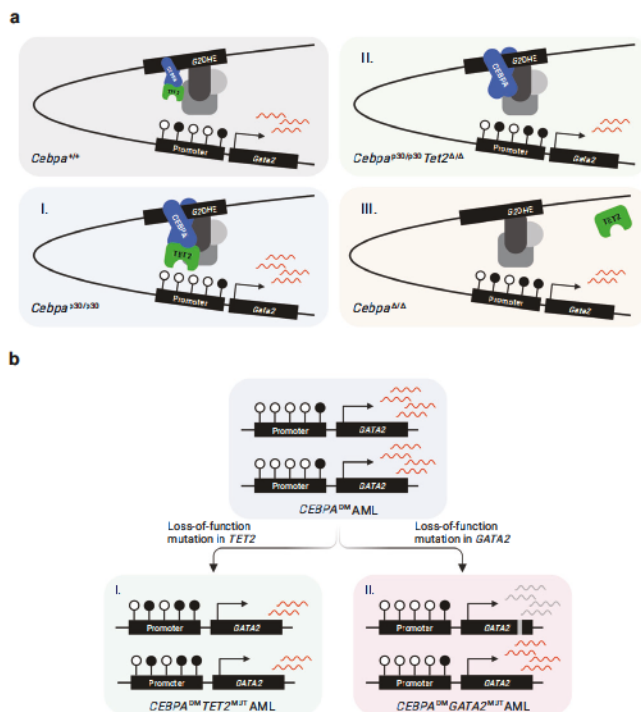 a
G2DHE
CEBPA
TET2
Promoter
Gata2
Cebpa+/+
II.
G2DHE
CEBPA
Promoter
Gata2
Cebpap30/p30 Tet2Δ/Δ
I.
G2DHE
CEBPA
TET2
Promoter
Gata2
Cebpap30/p30
III.
G2DHE
TET2
Promoter
Gata2
CebpaΔ/Δ
b
Promoter
GATA2
Promoter
GATA2
CEBPADM AML
Loss-of-function
mutation in TET2
Loss-of-function
mutation in GATA2
I.
Promoter
GATA2
Promoter
GATA2
CEBPADM TET2MUT AML
II.
Promoter
GATA2
Promoter
GATA2
CEBPADM GATA2MUT AML